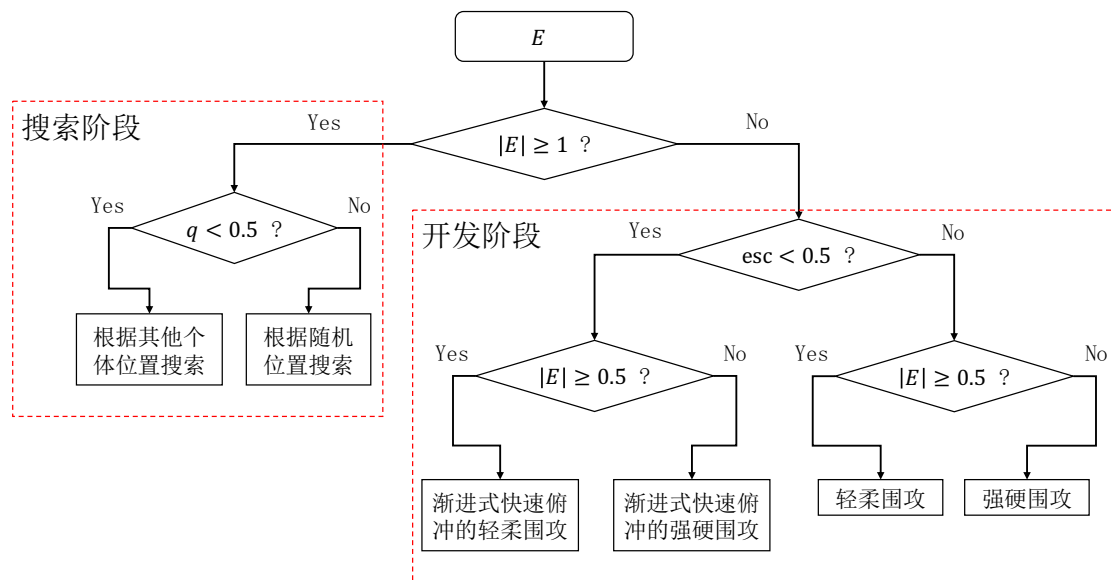 E
|E| ≥ 1 ?
Yes
No
搜索阶段
q < 0.5 ?
Yes
No
根据其他个
体位置搜索
根据随机
位置搜索
开发阶段
esc < 0.5 ?
Yes
No
|E| ≥ 0.5 ?
Yes
No
渐进式快速俯
冲的轻柔围攻
渐进式快速俯
冲的强硬围攻
|E| ≥ 0.5 ?
Yes
No
轻柔围攻
强硬围攻